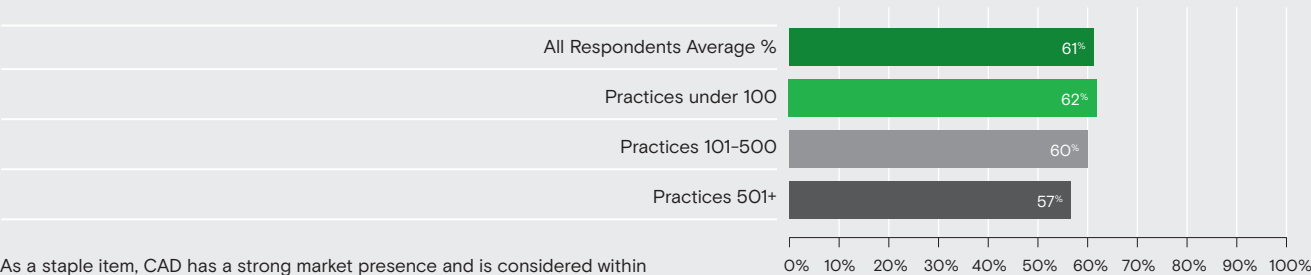 All Respondents Average % 61%
Practices under 100 62%
Practices 101-500 60%
Practices 501+ 57%
0% 10% 20% 30% 40% 50% 60% 70% 80% 90% 100%
As a staple item, CAD has a strong market presence and is considered within